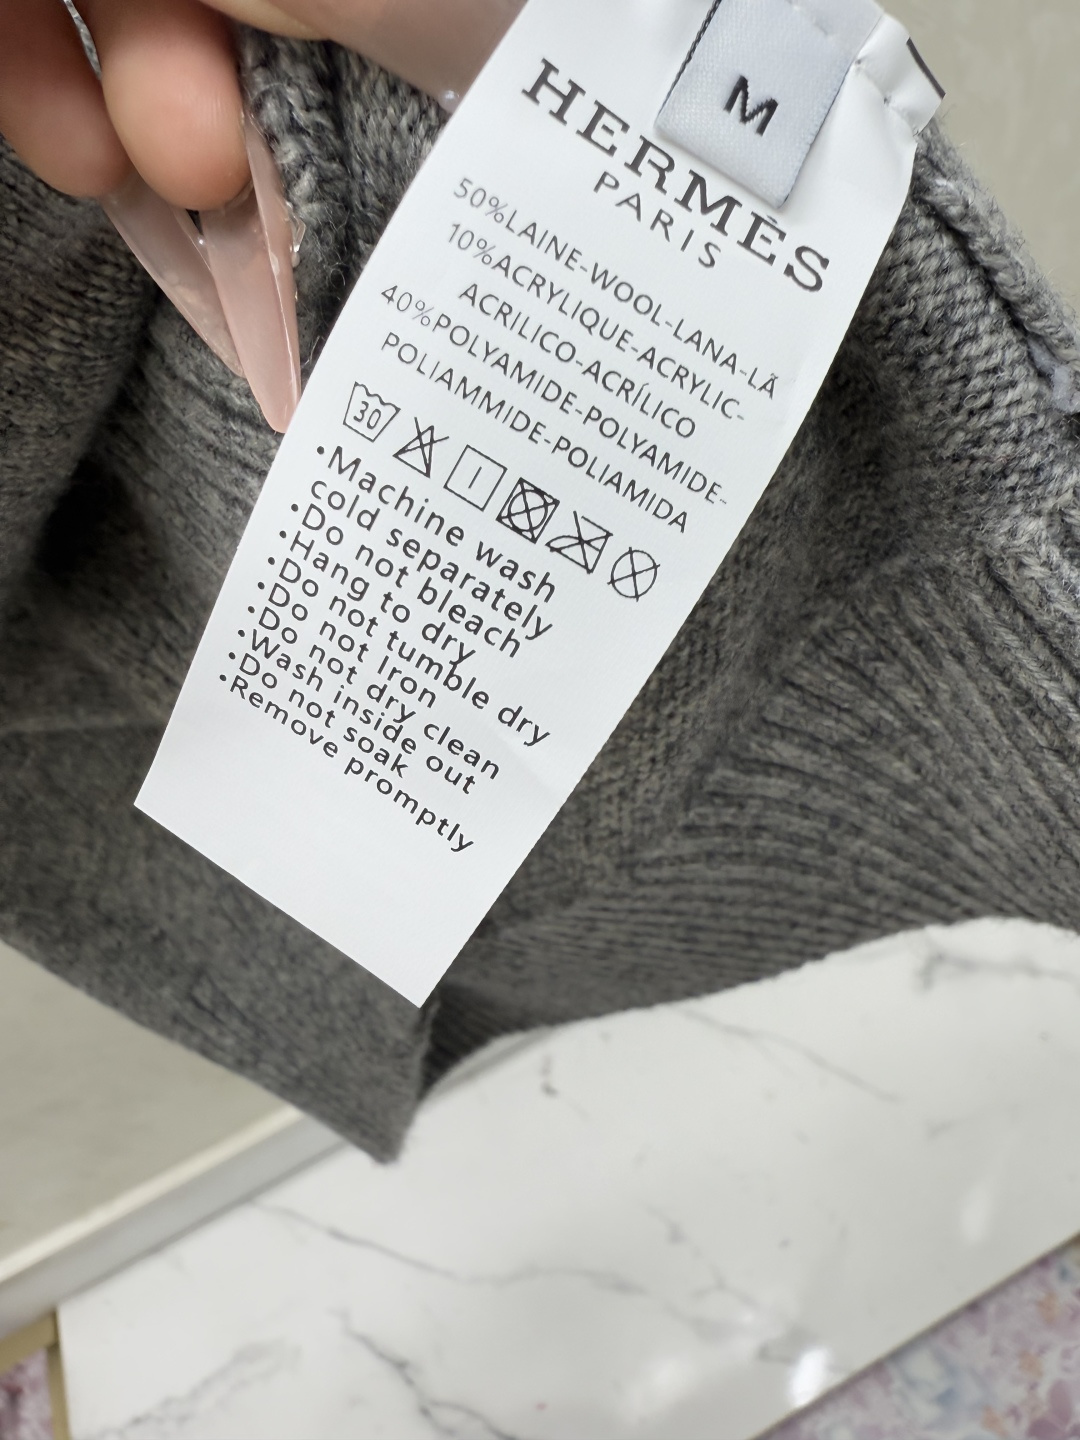 M
HERMÈS
PARIS
50%LAINE-WOOL-LANA-LÃ
10%ACRYLIQUE-ACRYLIC-
ACRILICO-ACRÍLICO
40%POLYAMIDE-POLYAMIDE-
POLIAMMIDE-POLIAMIDA
30
•Machine wash
cold separately
•Do not bleach
•Hang to dry
•Do not tumble dry
•Do not Iron
•Do not dry clean
•Wash inside out
•Do not soak
•Remove promptly